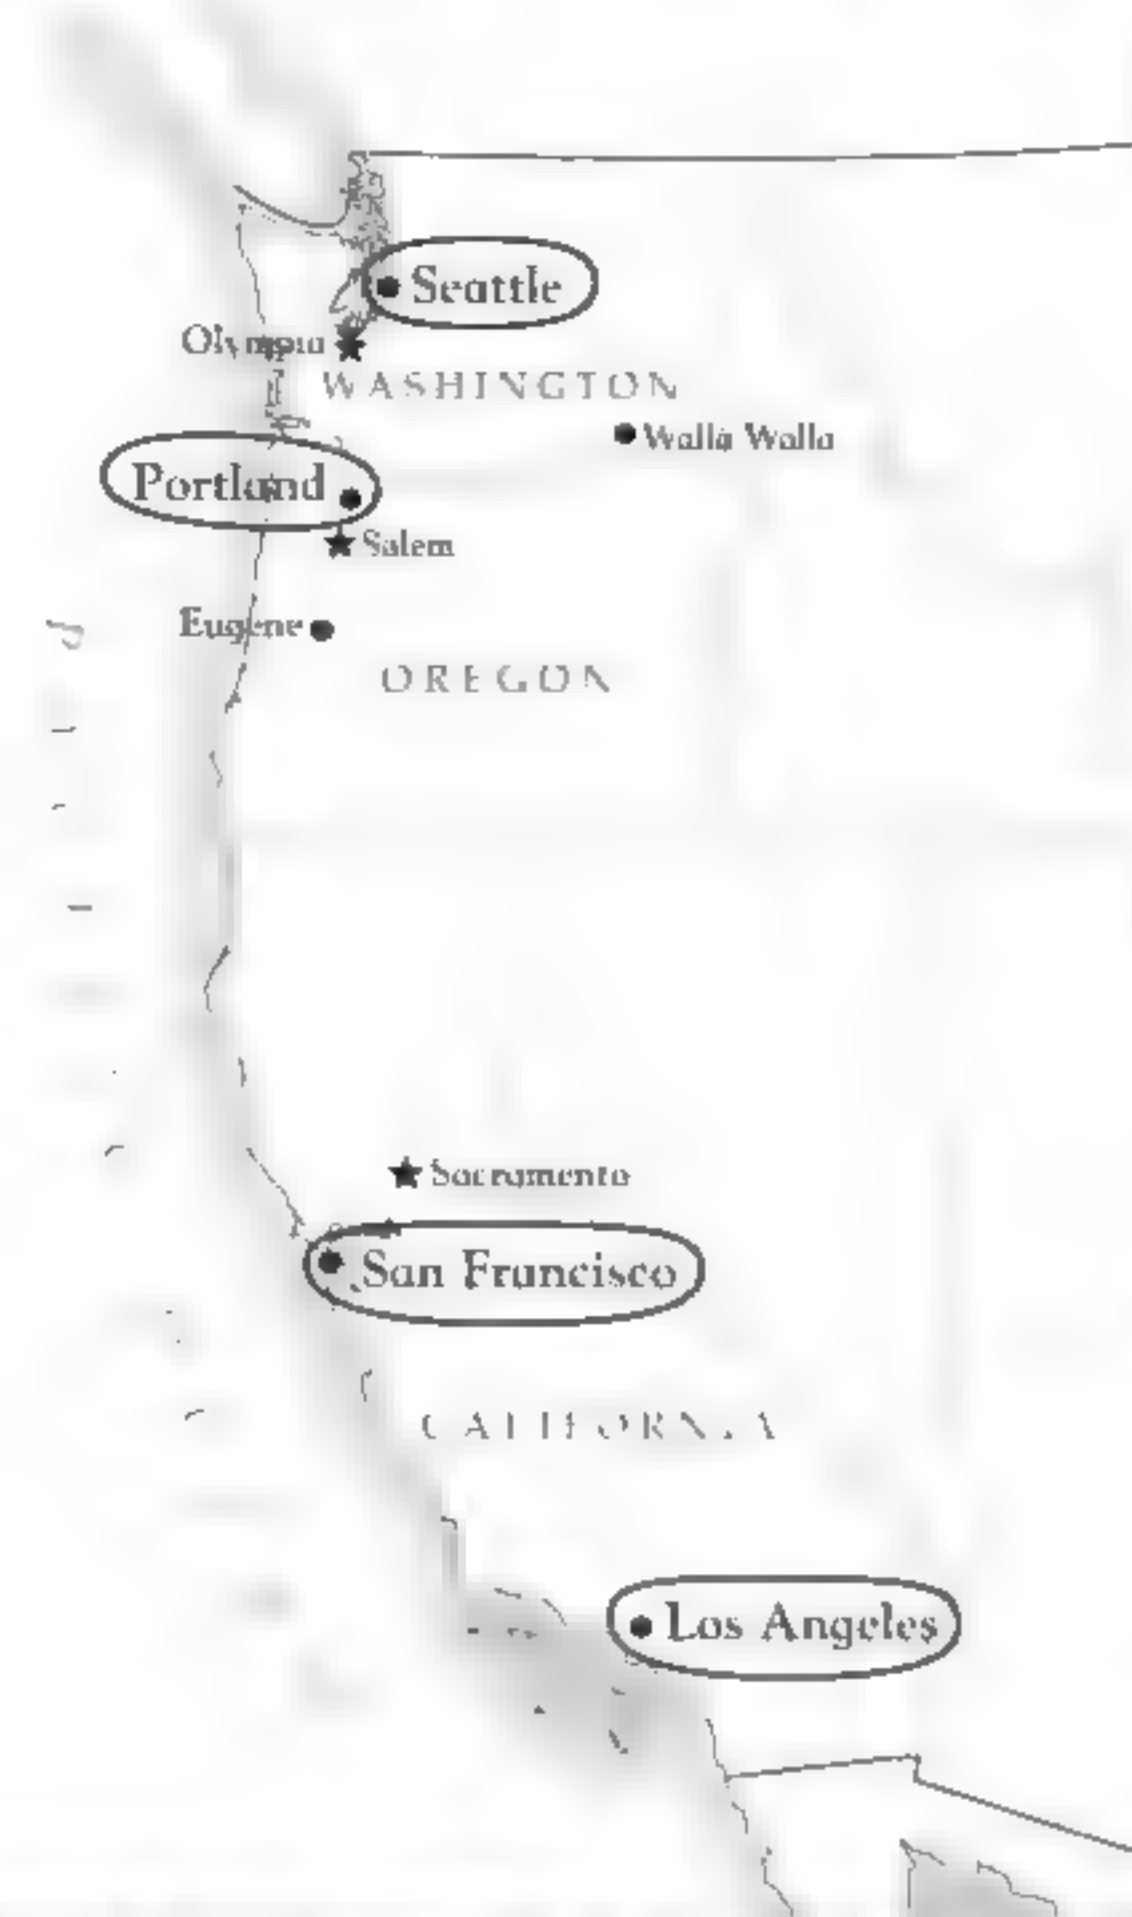 Seattle
Olympia
WASHINGTON
Walla Walla
Portland
Salem
Eugene
OREGON
Sacramento
San Francisco
CALIFORNIA
Los Angeles